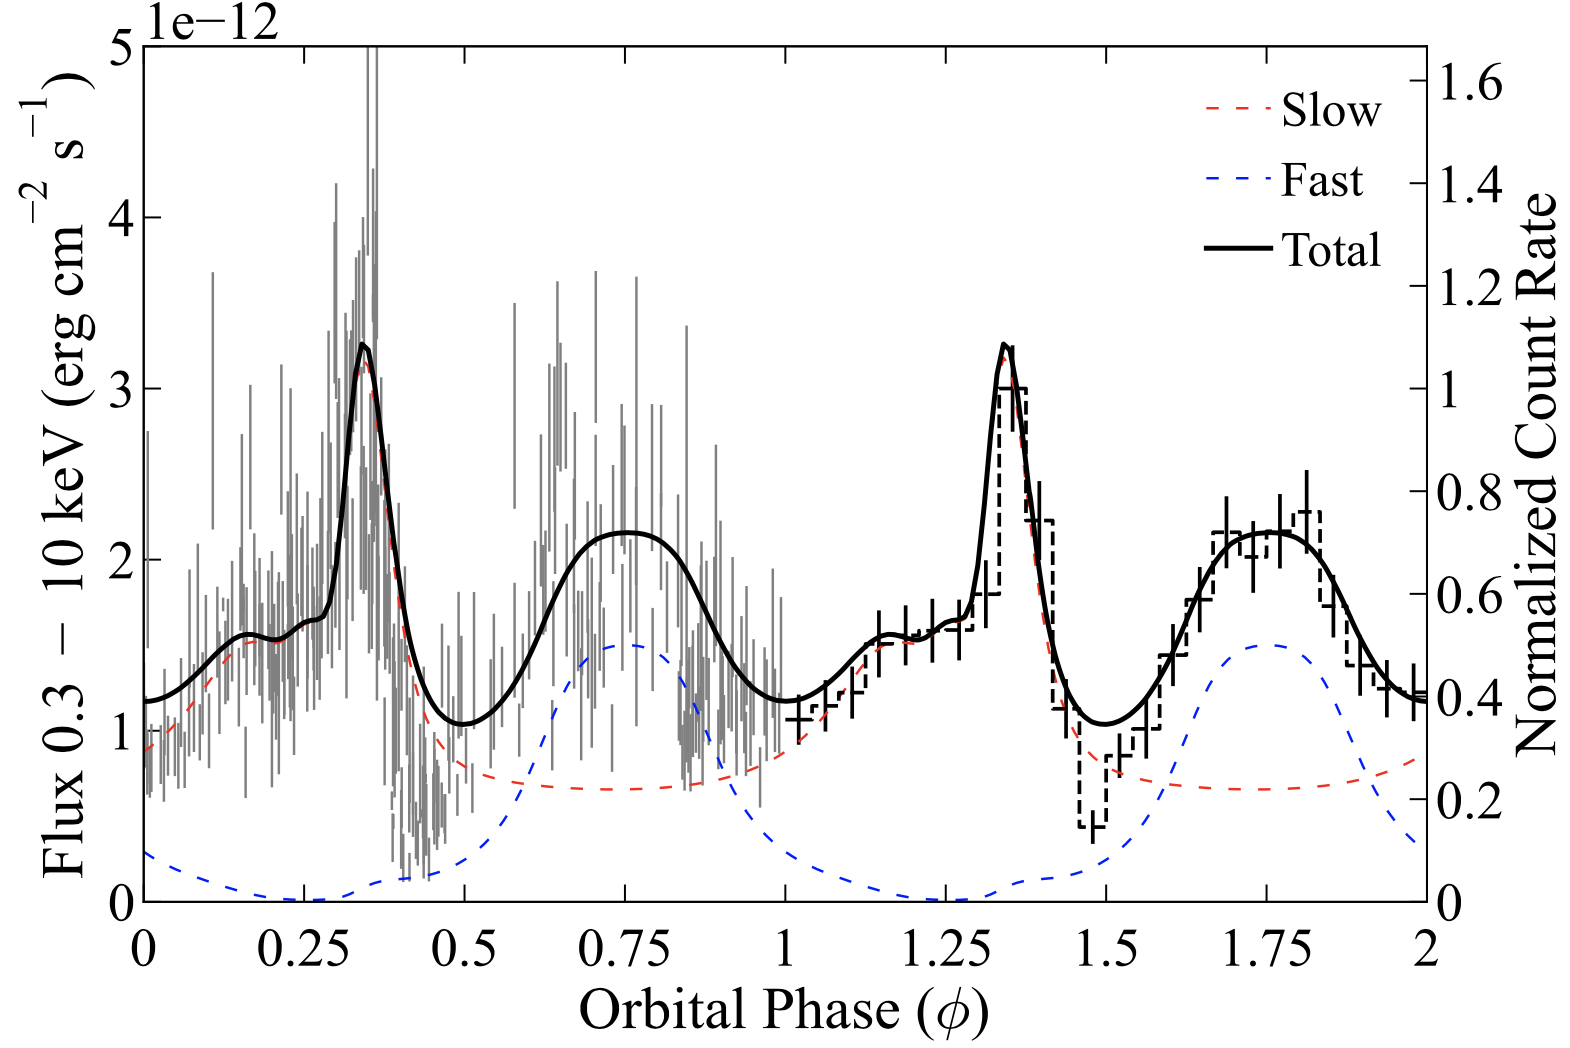 1e−12
5
4
3
2
1
0
Flux 0.3 − 10 keV (erg cm−2 s−1)
Slow
Fast
Total
1.6
1.4
1.2
1
0.8
0.6
0.4
0.2
0
Normalized Count Rate
0 0.25 0.5 0.75 1 1.25 1.5 1.75 2
Orbital Phase (ϕ)